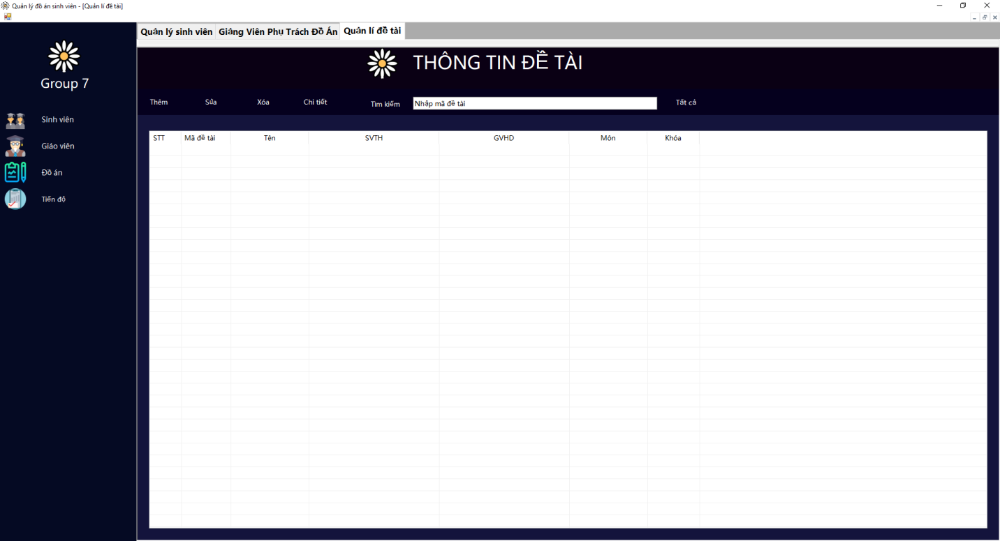 Quản lý đồ án sinh viên - [Quản lí đề tài]
Quản lý sinh viên Giảng Viên Phụ Trách Đồ Án Quản lí đề tài
THÔNG TIN ĐỀ TÀI
Group 7
Thêm Sửa Xóa Chi tiết Tìm kiếm Nhập mã đề tài Tất cả
Sinh viên
Giáo viên
Đồ án
Tiến độ
STT Mã đề tài Tên SVTH GVHD Môn Khóa